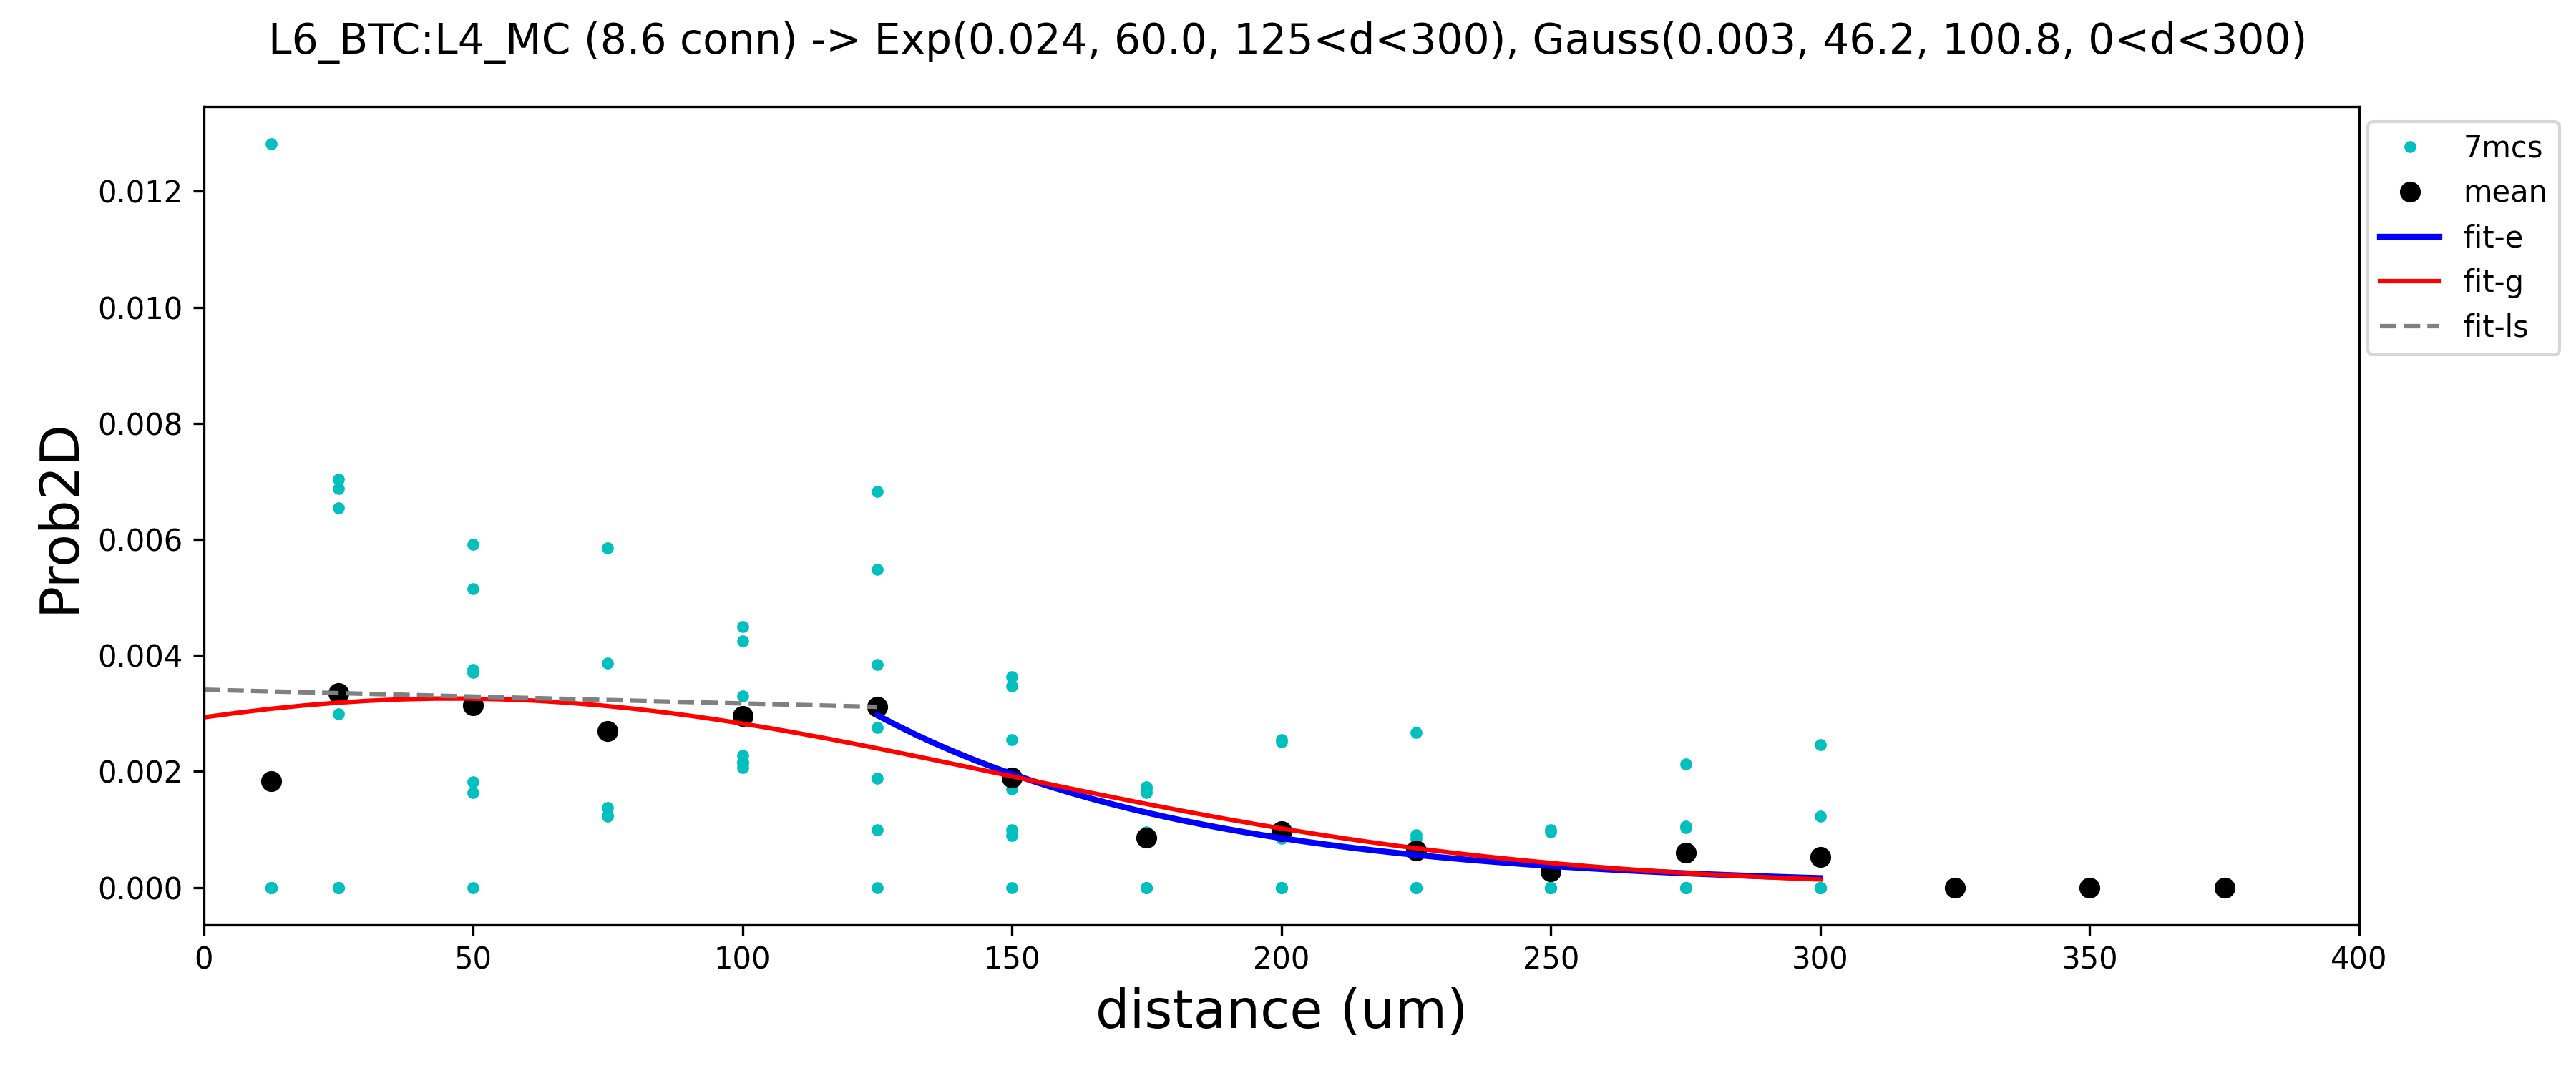 L6_BTC:L4_MC (8.6 conn) -> Exp(0.024, 60.0, 125<d<300), Gauss(0.003, 46.2, 100.8, 0<d<300)
7mcs
mean
fit-e
fit-g
fit-ls
Prob2D
0.012
0.010
0.008
0.006
0.004
0.002
0.000
0 50 100 150 200 250 300 350 400
distance (um)